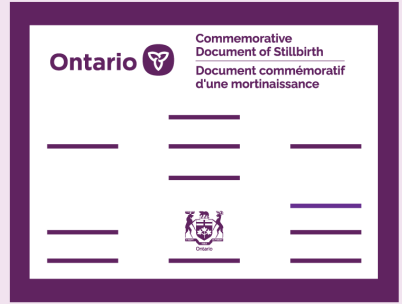 Ontario
Commemorative
Document of Stillbirth
Document commémoratif
d'une mortinaissance
Ontario